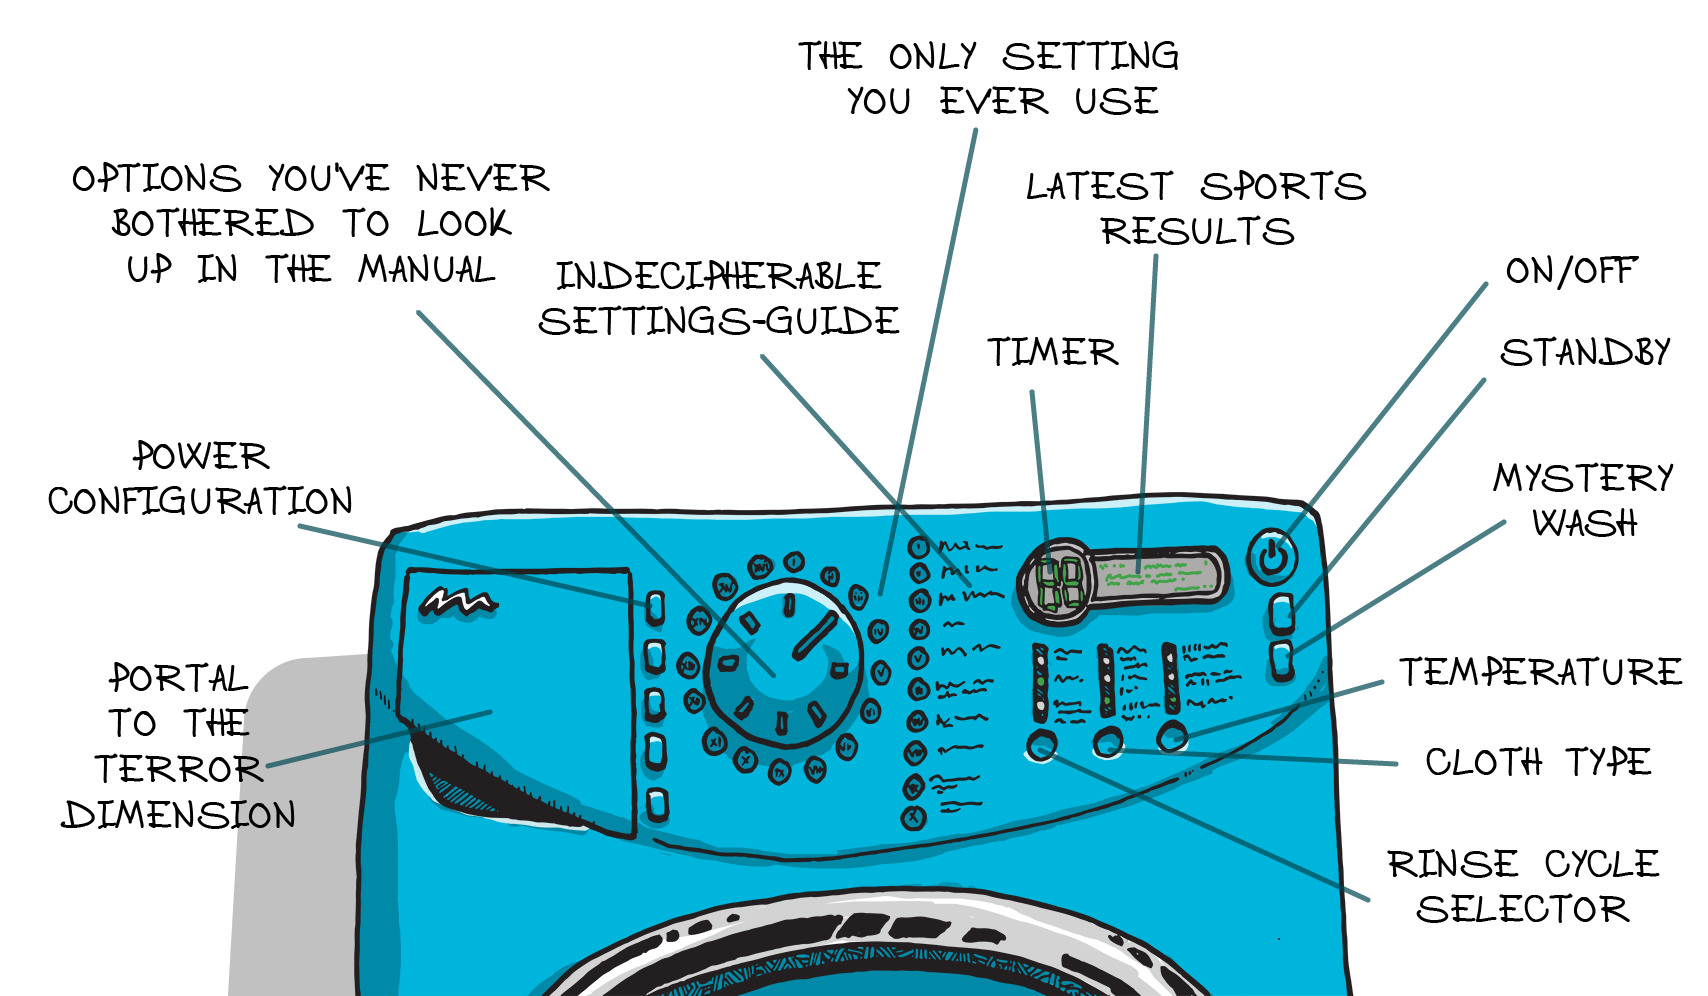 THE ONLY SETTING
YOU EVER USE
OPTIONS YOU'VE NEVER
BOTHERED TO LOOK
UP IN THE MANUAL
LATEST SPORTS
RESULTS
INDECIPHERABLE
SETTINGS-GUIDE
ON/OFF
TIMER
STANDBY
POWER
CONFIGURATION
MYSTERY
WASH
PORTAL
TO THE
TERROR
DIMENSION
TEMPERATURE
CLOTH TYPE
RINSE CYCLE
SELECTOR